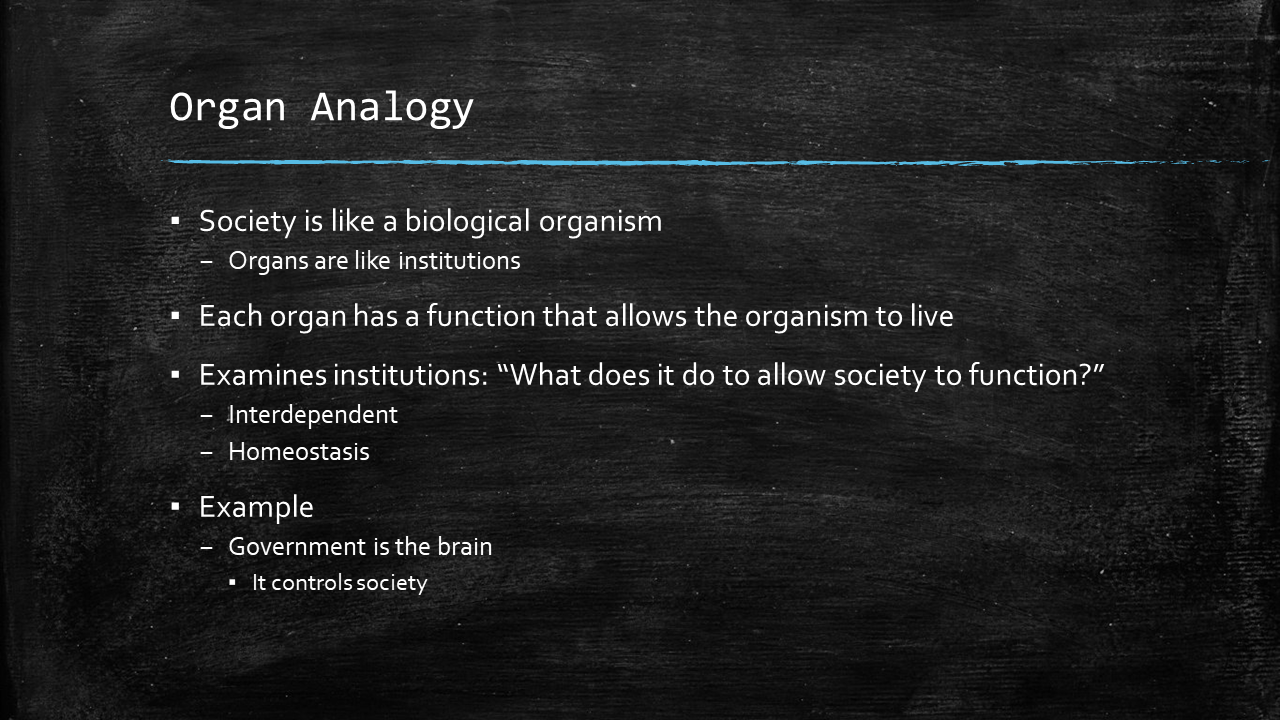 Organ Analogy
▪ Society is like a biological organism
– Organs are like institutions
▪ Each organ has a function that allows the organism to live
▪ Examines institutions: “What does it do to allow society to function?”
– Interdependent
– Homeostasis
▪ Example
– Government is the brain
▪ It controls society